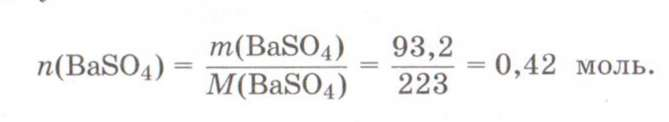 n(BaSO₄) = m(BaSO₄) / M(BaSO₄) = 93,2 / 223 = 0,42 моль.